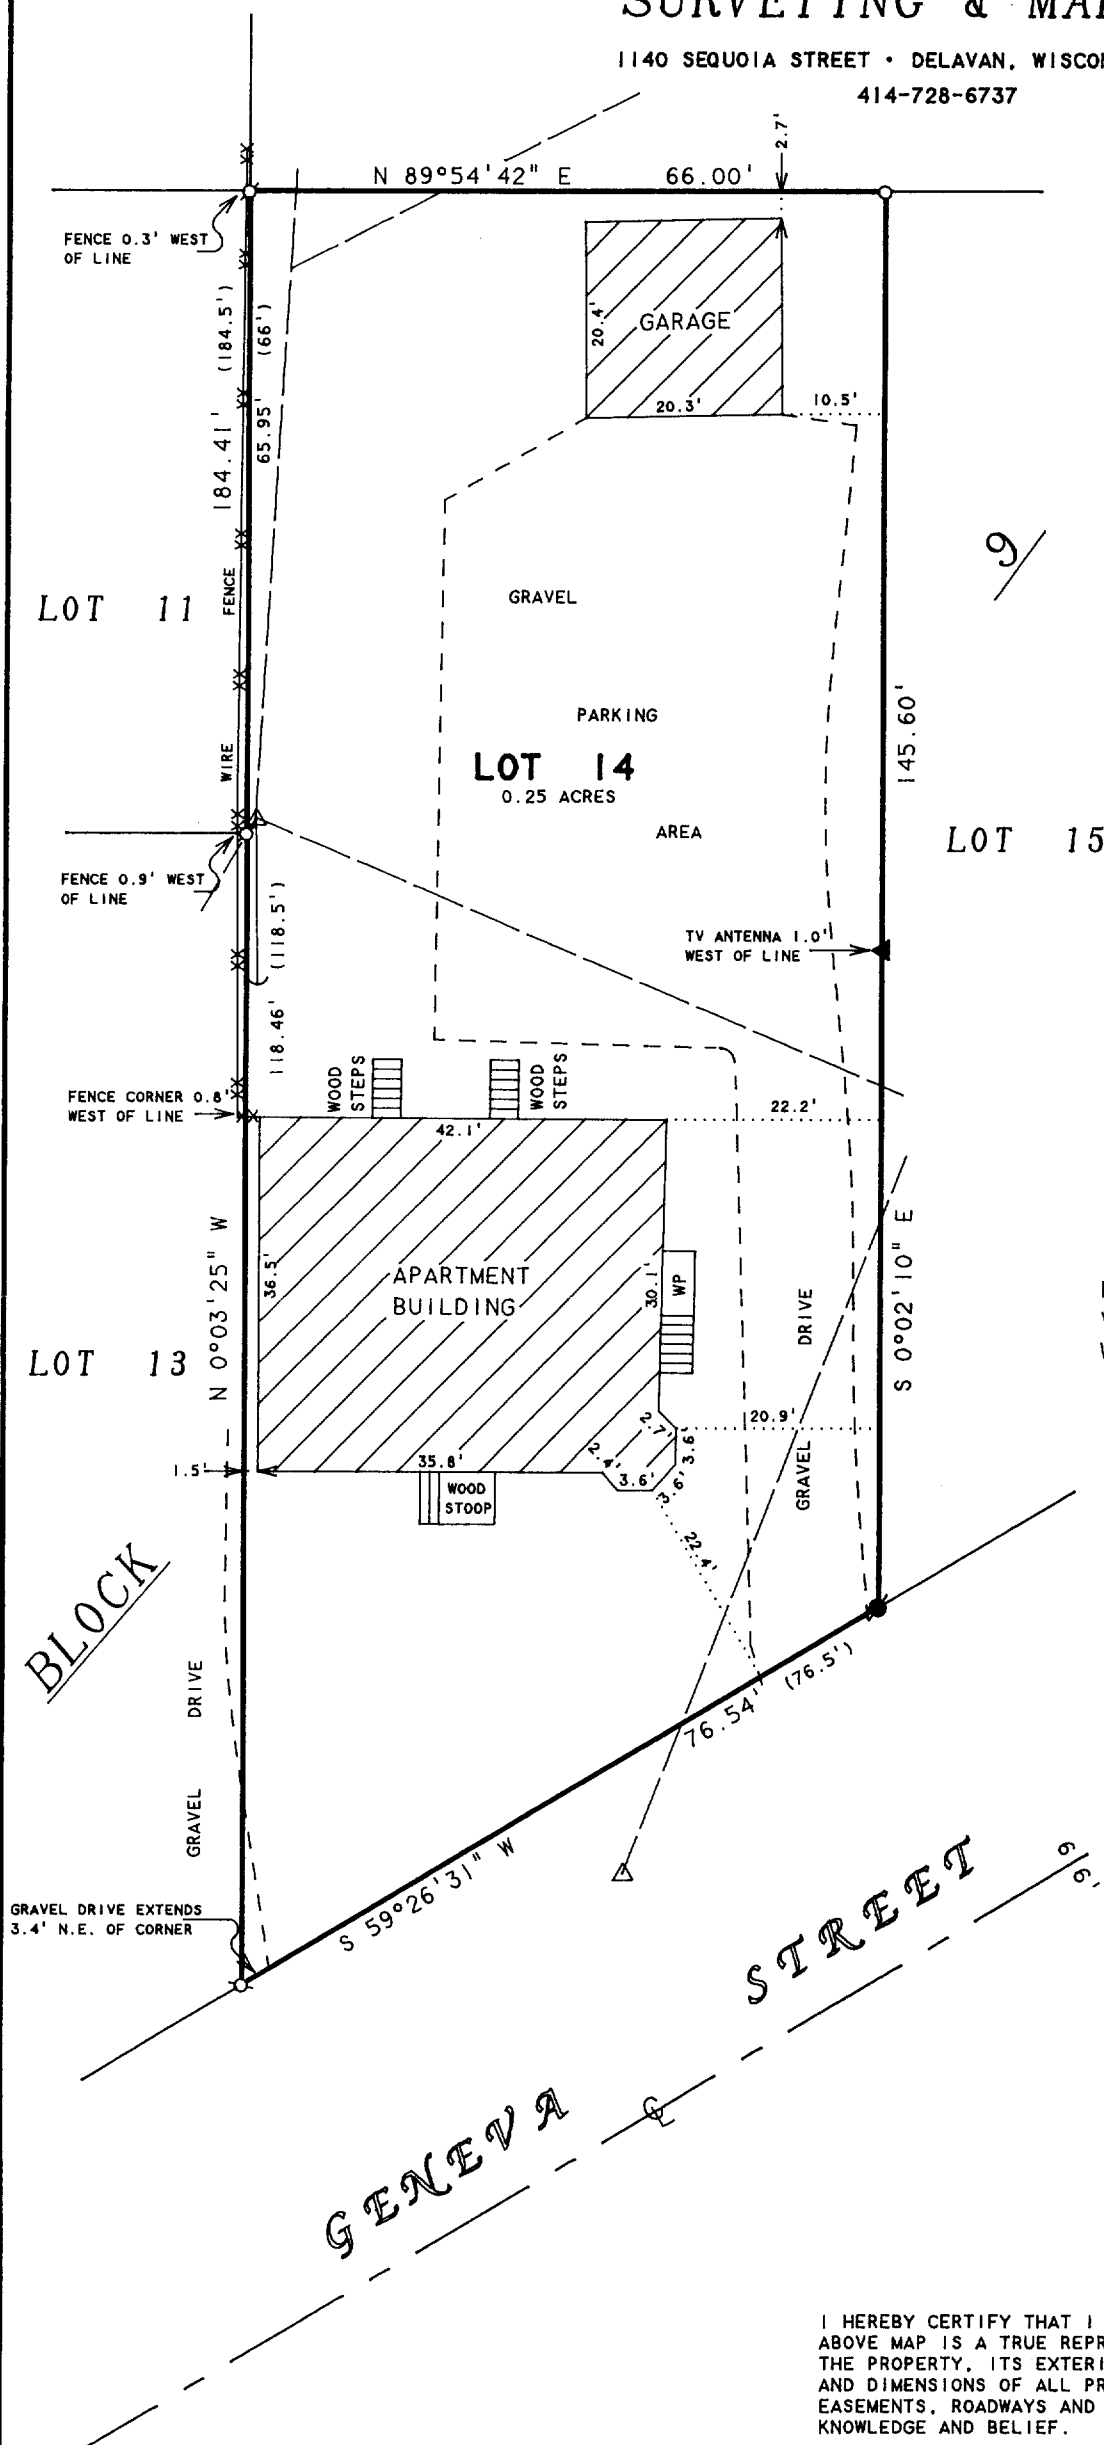 SURVEYING & MA
1140 SEQUOIA STREET • DELAVAN, WISCO
414-728-6737
2.7'
N 89°54'42" E 66.00'
FENCE 0.3' WEST
OF LINE
(184.5')
(66')
184.41'
65.95'
20.4'
GARAGE
20.3'
10.5'
9
LOT 11
FENCE
GRAVEL
PARKING
WIRE
LOT 14
0.25 ACRES
145.60'
AREA
LOT 15
FENCE 0.9' WEST
OF LINE
(118.5')
TV ANTENNA 1.0'
WEST OF LINE
118.46'
WOOD
STEPS
WOOD
STEPS
FENCE CORNER 0.8'
WEST OF LINE
42.1'
22.2'
N 0°03'25" W
36.5'
APARTMENT
BUILDING
30.1'
WP
DRIVE
S 0°02'10" E
LOT 13
2.7'
20.9'
1.5'
35.8'
2.4'
3.6'
3.6'
3.6'
GRAVEL
WOOD
STOOP
22.4'
BLOCK
DRIVE
76.54' (76.5')
GRAVEL
S 59°26'31" W
GRAVEL DRIVE EXTENDS
3.4' N.E. OF CORNER
66'
GENEVA STREET
I HEREBY CERTIFY THAT I
ABOVE MAP IS A TRUE REPR
THE PROPERTY, ITS EXTERI
AND DIMENSIONS OF ALL PR
EASEMENTS, ROADWAYS AND
KNOWLEDGE AND BELIEF.